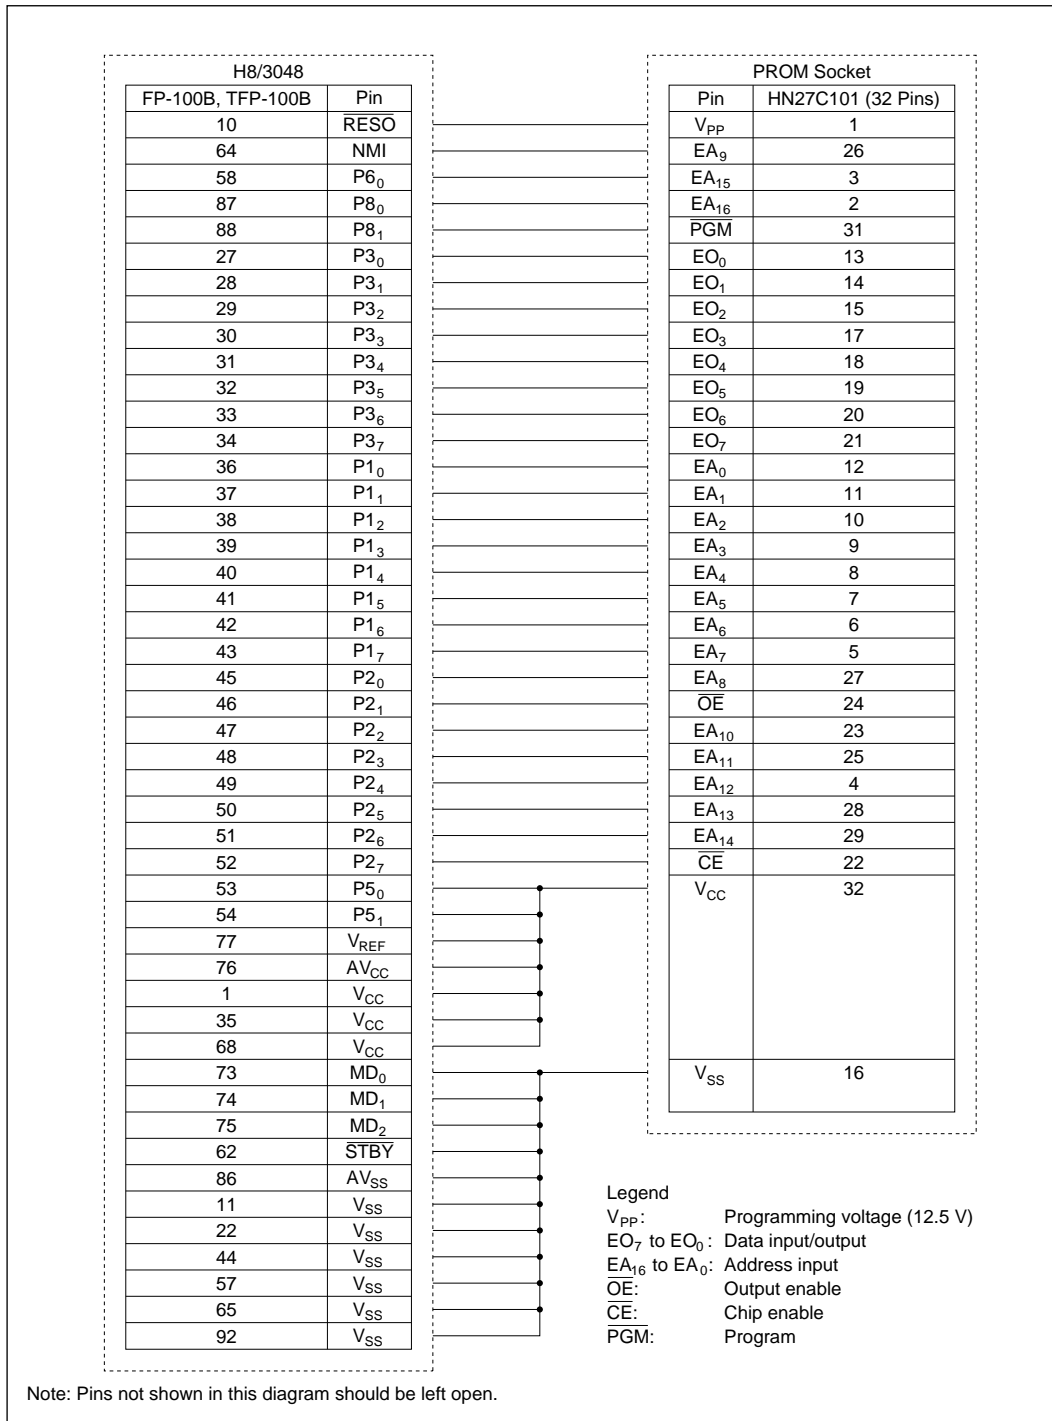 H8/3048 PROM Socket
FP-100B, TFP-100B Pin Pin HN27C101 (32 Pins)
10 R̅E̅S̅O̅ V_PP 1
64 NMI EA₉ 26
58 P6₀ EA₁₅ 3
87 P8₀ EA₁₆ 2
88 P8₁ P̅G̅M̅ 31
27 P3₀ EO₀ 13
28 P3₁ EO₁ 14
29 P3₂ EO₂ 15
30 P3₃ EO₃ 17
31 P3₄ EO₄ 18
32 P3₅ EO₅ 19
33 P3₆ EO₆ 20
34 P3₇ EO₇ 21
36 P1₀ EA₀ 12
37 P1₁ EA₁ 11
38 P1₂ EA₂ 10
39 P1₃ EA₃ 9
40 P1₄ EA₄ 8
41 P1₅ EA₅ 7
42 P1₆ EA₆ 6
43 P1₇ EA₇ 5
45 P2₀ EA₈ 27
46 P2₁ O̅E̅ 24
47 P2₂ EA₁₀ 23
48 P2₃ EA₁₁ 25
49 P2₄ EA₁₂ 4
50 P2₅ EA₁₃ 28
51 P2₆ EA₁₄ 29
52 P2₇ C̅E̅ 22
53 P5₀ V_CC 32
54 P5₁
77 V_REF
76 AV_CC
1 V_CC
35 V_CC
68 V_CC
73 MD₀ V_SS 16
74 MD₁
75 MD₂
62 S̅T̅B̅Y̅
86 AV_SS
11 V_SS
22 V_SS
44 V_SS
57 V_SS
65 V_SS
92 V_SS
Legend
V_PP: Programming voltage (12.5 V)
EO₇ to EO₀: Data input/output
EA₁₆ to EA₀: Address input
O̅E̅: Output enable
C̅E̅: Chip enable
P̅G̅M̅: Program
Note: Pins not shown in this diagram should be left open.